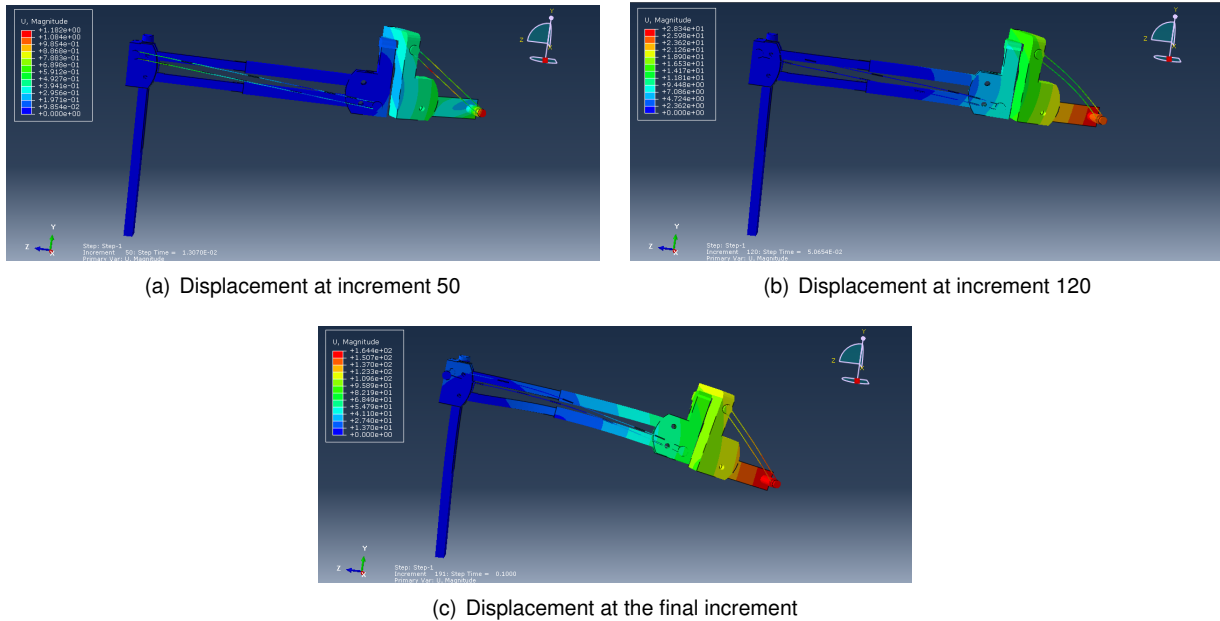 U, Magnitude
+1.182e+00
+1.084e+00
+9.854e-01
+8.868e-01
+7.883e-01
+6.898e-01
+5.912e-01
+4.927e-01
+3.941e-01
+2.956e-01
+1.971e-01
+9.854e-02
+0.000e+00
Y
Z
Y
Z
X
Step: Step-1
Increment 50: Step Time = 1.3070E-02
Primary Var: U, Magnitude
(a) Displacement at increment 50
U, Magnitude
+2.834e+01
+2.598e+01
+2.362e+01
+2.126e+01
+1.890e+01
+1.653e+01
+1.417e+01
+1.181e+01
+9.448e+00
+7.086e+00
+4.724e+00
+2.362e+00
+0.000e+00
Y
Z
Y
Z
X
Step: Step-1
Increment 120: Step Time = 5.0654E-02
Primary Var: U, Magnitude
(b) Displacement at increment 120
U, Magnitude
+1.644e+02
+1.507e+02
+1.370e+02
+1.233e+02
+1.096e+02
+9.589e+01
+8.219e+01
+6.849e+01
+5.479e+01
+4.110e+01
+2.740e+01
+1.370e+01
+0.000e+00
Y
Z
Y
Z
X
Step: Step-1
Increment 191: Step Time = 0.1000
Primary Var: U, Magnitude
(c) Displacement at the final increment